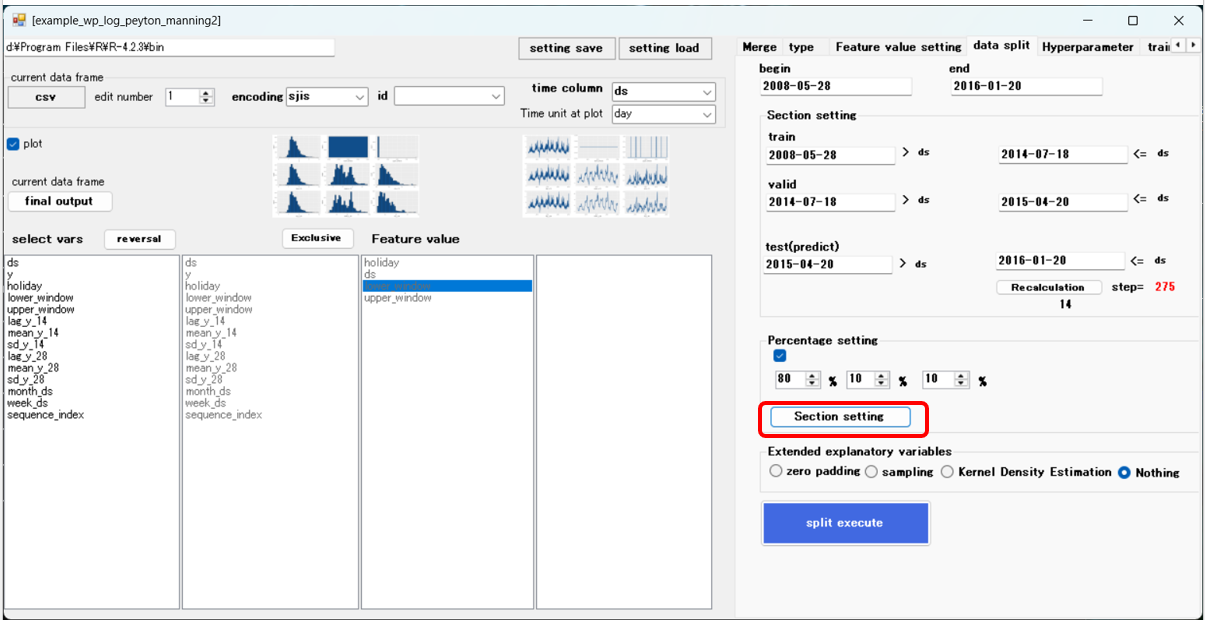 [example_wp_log_peyton_manning2]
d:¥Program Files¥R¥R-4.2.3¥bin
setting save
setting load
current data frame
csv
edit number
1
encoding
sjis
id
time column
ds
Time unit at plot
day
plot
current data frame
final output
select vars
reversal
Exclusive
Feature value
ds
y
holiday
lower_window
upper_window
lag_y_14
mean_y_14
sd_y_14
lag_y_28
mean_y_28
sd_y_28
month_ds
week_ds
sequence_index
ds
y
holiday
lower_window
upper_window
lag_y_14
mean_y_14
sd_y_14
lag_y_28
mean_y_28
sd_y_28
month_ds
week_ds
sequence_index
holiday
ds
lower_window
upper_window
Merge type Feature value setting data split Hyperparameter trai
begin
2008-05-28
end
2016-01-20
Section setting
train
2008-05-28 > ds 2014-07-18 <= ds
valid
2014-07-18 > ds 2015-04-20 <= ds
test(predict)
2015-04-20 > ds 2016-01-20 <= ds
Recalculation step= 275
14
Percentage setting
80 % 10 % 10 %
Section setting
Extended explanatory variables
zero padding sampling Kernel Density Estimation Nothing
split execute